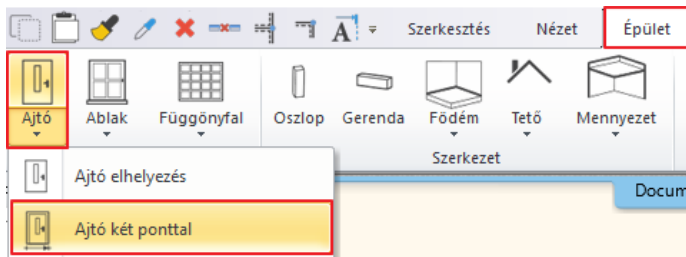 A Szerkesztés Nézet Épület
Ajtó Ablak Függönyfal Oszlop Gerenda Födém Tető Mennyezet
Szerkezet
Ajtó elhelyezés
Docum
Ajtó két ponttal